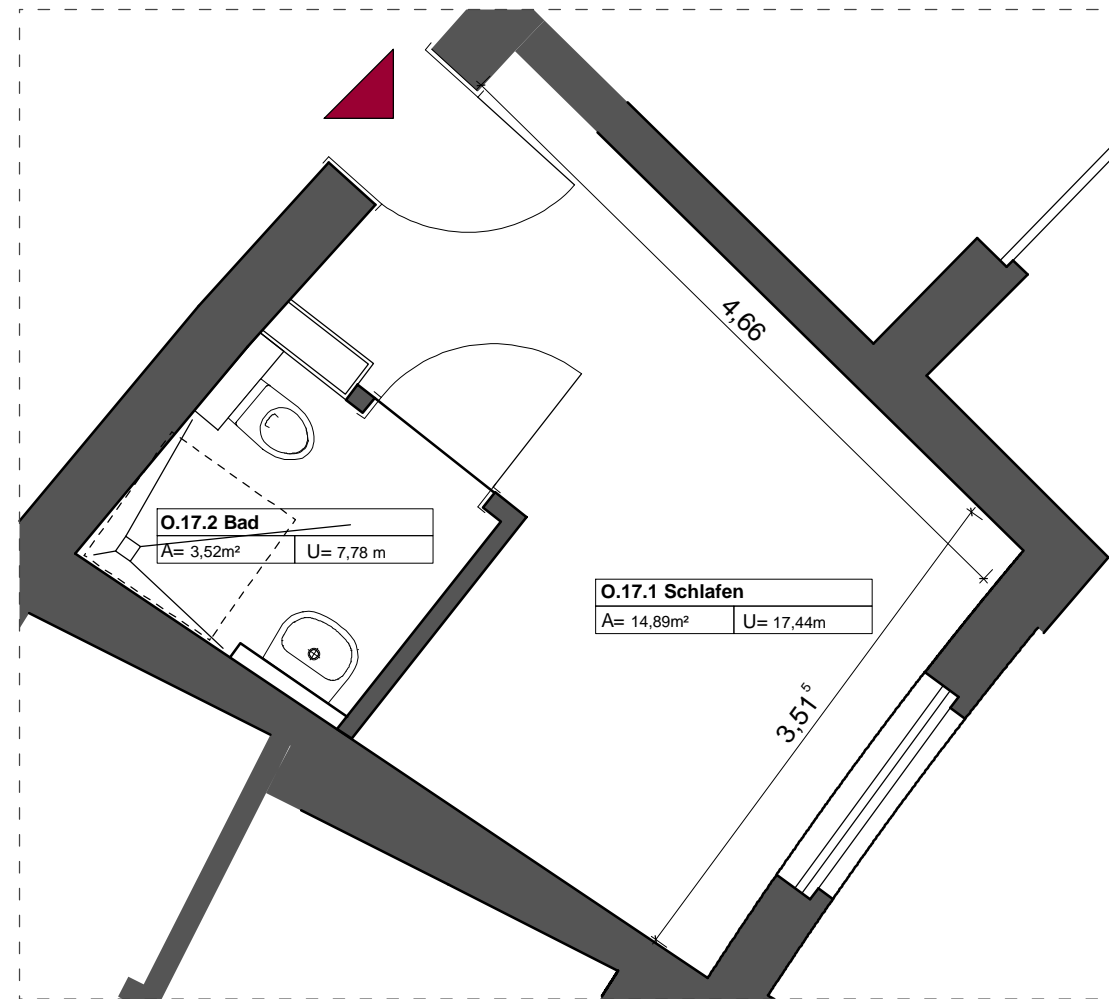 4,66
O.17.2 Bad
A= 3,52m² U= 7,78 m
O.17.1 Schlafen
A= 14,89m² U= 17,44m
3,51⁵